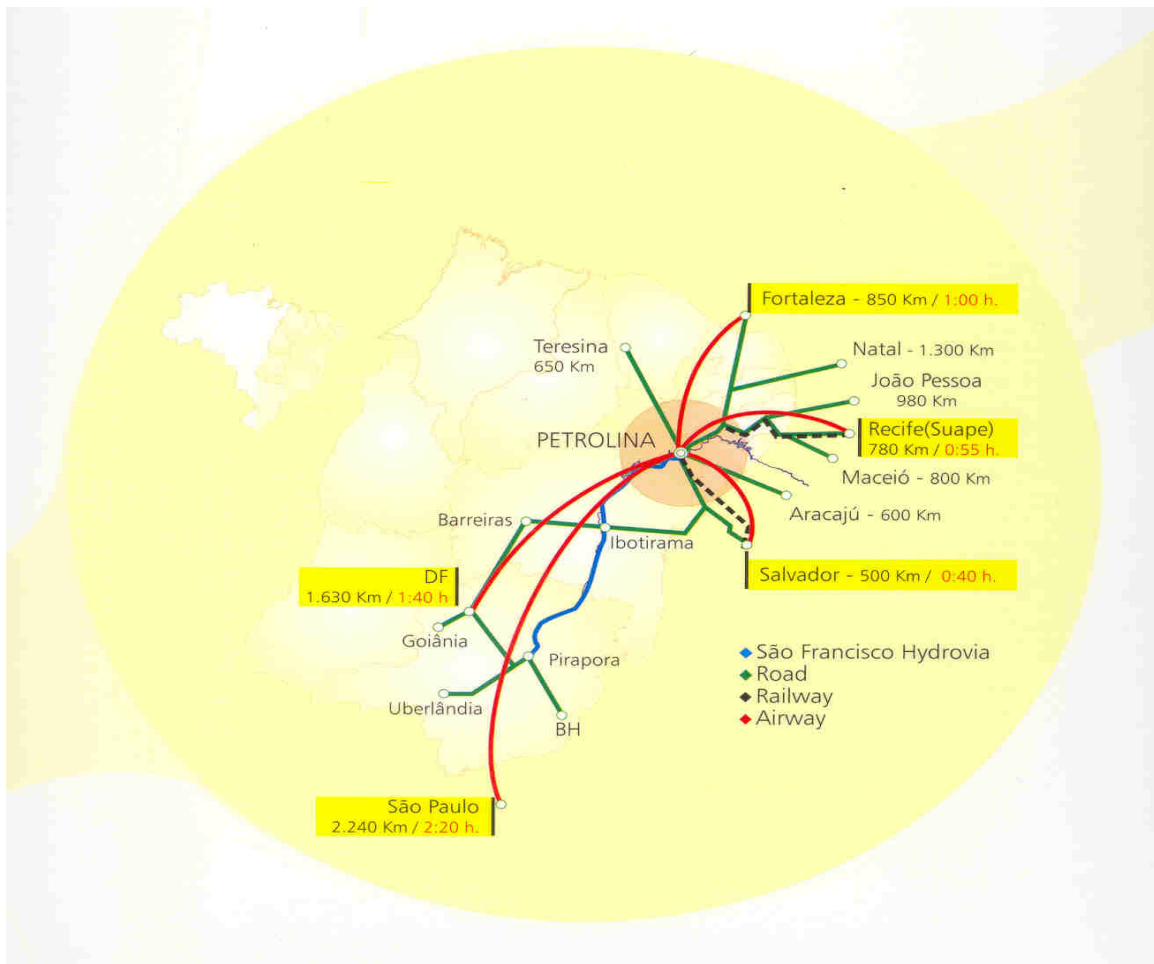 Fortaleza - 850 Km / 1:00 h.
Teresina
650 Km
Natal - 1.300 Km
João Pessoa
980 Km
PETROLINA
Recife(Suape)
780 Km / 0:55 h.
Maceió - 800 Km
Aracajú - 600 Km
Barreiras
Ibotirama
DF
1.630 Km / 1:40 h
Salvador - 500 Km / 0:40 h.
Goiânia
Pirapora
Uberlândia
BH
São Francisco Hydrovia
Road
Railway
Airway
São Paulo
2.240 Km / 2:20 h.